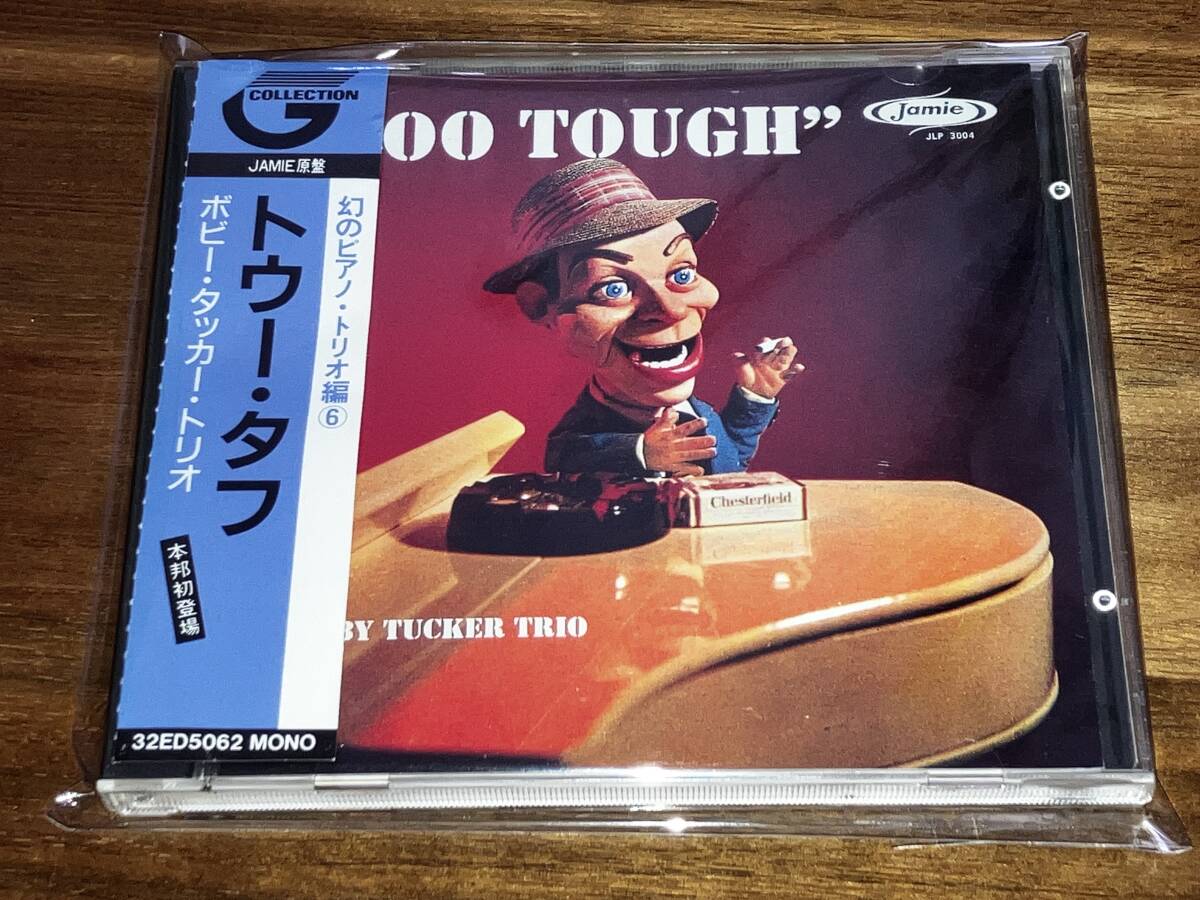 G
COLLECTION
JAMIE原盤
幻のピアノ・トリオ編⑥
トゥー・タフ
ボビー・タッカー・トリオ
本邦初登場
32ED5062 MONO
OO TOUGH”
Jamie
JLP 3004
Chesterfield
BY TUCKER TRIO